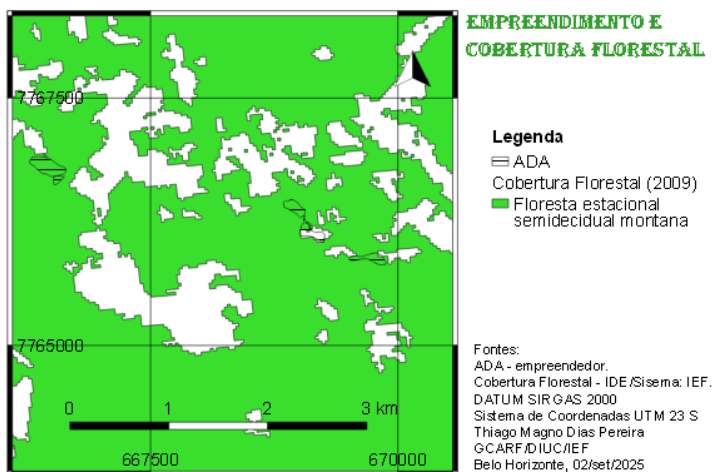 EMPREENDIMENTO E
COBERTURA FLORESTAL
7767500
7765000
0 1 2 3 km
667500 670000
Legenda
ADA
Cobertura Florestal (2009)
Floresta estacional
semidecidual montana
Fontes:
ADA - empreendedor.
Cobertura Florestal - IDE/Sisema: IEF.
DATUM SIRGAS 2000
Sistema de Coordenadas UTM 23 S
Thiago Magno Dias Pereira
GCARF/DIUC/IEF
Belo Horizonte, 02/set/2025